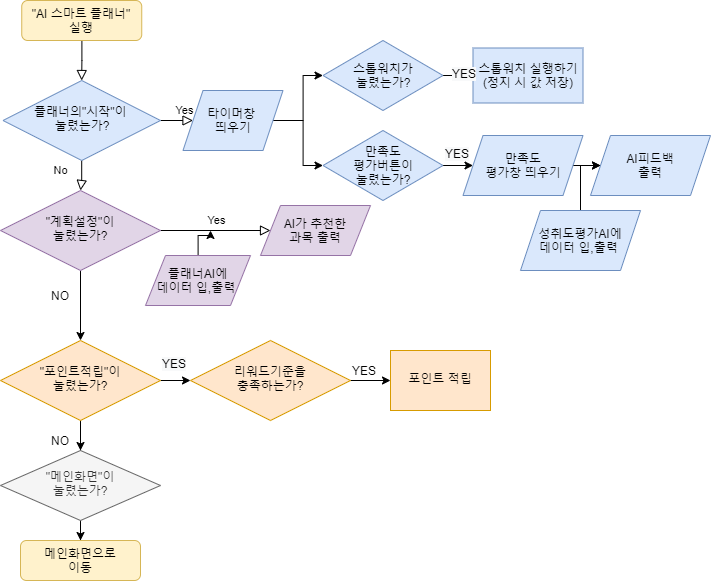 "AI 스마트 플래너"
실행
플래너의"시작"이
눌렸는가?
Yes
타이머창
띄우기
스톱워치가
눌렸는가?
YES
스톱워치 실행하기
(정지 시 값 저장)
만족도
평가버튼이
눌렸는가?
YES
만족도
평가창 띄우기
AI피드백
출력
성취도평가AI에
데이터 입,출력
No
"계획설정"이
눌렸는가?
Yes
AI가 추천한
과목 출력
플래너AI에
데이터 입,출력
NO
"포인트적립"이
눌렸는가?
YES
리워드기준을
충족하는가?
YES
포인트 적립
NO
"메인화면"이
눌렸는가?
메인화면으로
이동